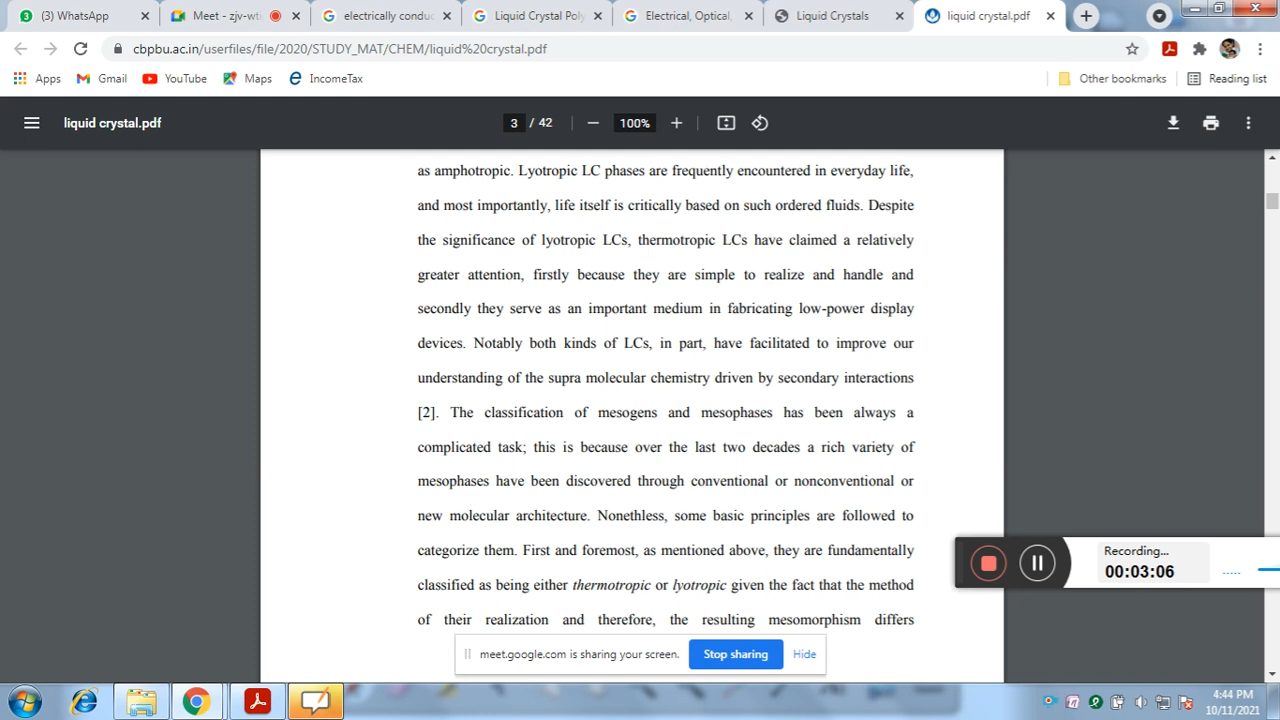 (3) WhatsApp
Meet - zjv-wti
electrically conduc
Liquid Crystal Poly
Electrical, Optical,
Liquid Crystals
liquid crystal.pdf
cbpbu.ac.in/userfiles/file/2020/STUDY_MAT/CHEM/liquid%20crystal.pdf
Apps
Gmail
YouTube
Maps
IncomeTax
Other bookmarks
Reading list
liquid crystal.pdf
3 / 42
100%
as amphotropic. Lyotropic LC phases are frequently encountered in everyday life,
and most importantly, life itself is critically based on such ordered fluids. Despite
the significance of lyotropic LCs, thermotropic LCs have claimed a relatively
greater attention, firstly because they are simple to realize and handle and
secondly they serve as an important medium in fabricating low-power display
devices. Notably both kinds of LCs, in part, have facilitated to improve our
understanding of the supra molecular chemistry driven by secondary interactions
[2]. The classification of mesogens and mesophases has been always a
complicated task; this is because over the last two decades a rich variety of
mesophases have been discovered through conventional or nonconventional or
new molecular architecture. Nonethless, some basic principles are followed to
categorize them. First and foremost, as mentioned above, they are fundamentally
classified as being either thermotropic or lyotropic given the fact that the method
of their realization and therefore, the resulting mesomorphism differs
Recording...
00:03:06
meet.google.com is sharing your screen.
Stop sharing
Hide
4:44 PM
10/11/2021